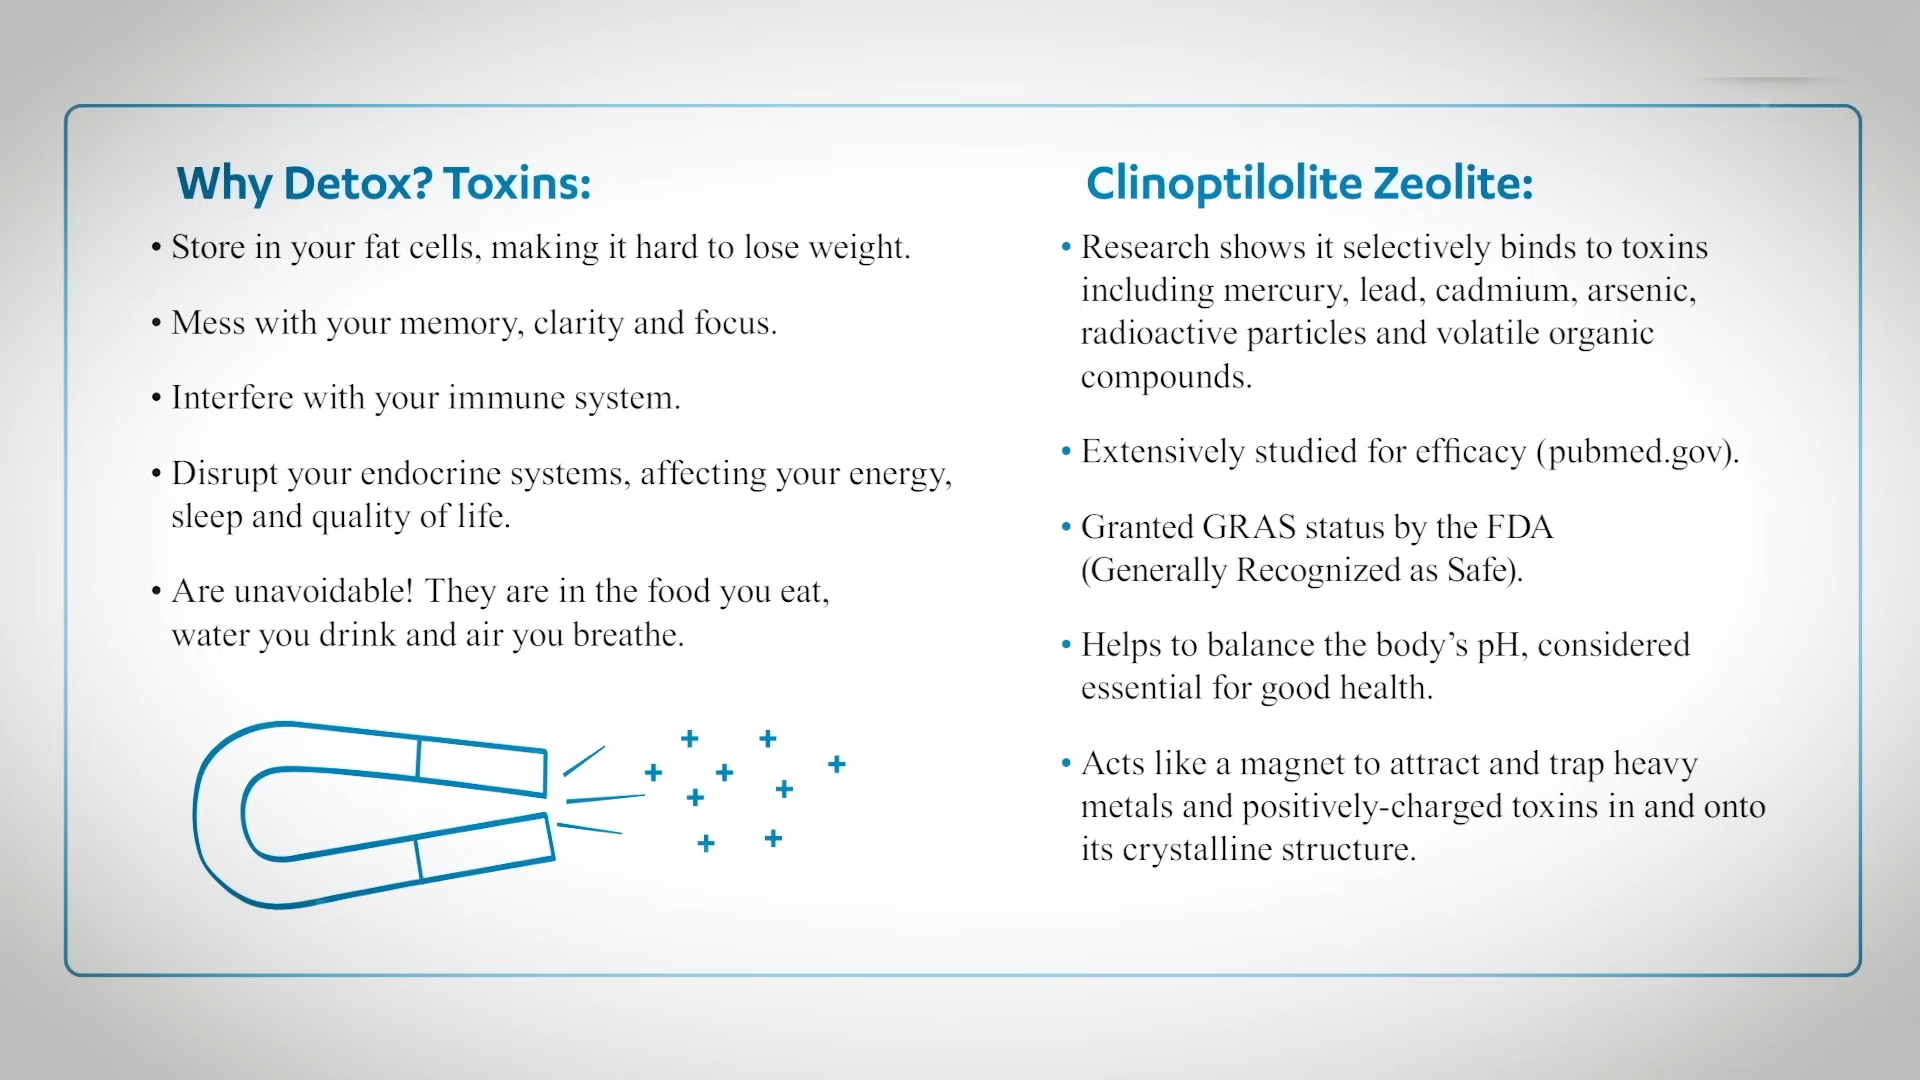 Why Detox? Toxins:
• Store in your fat cells, making it hard to lose weight.
• Mess with your memory, clarity and focus.
• Interfere with your immune system.
• Disrupt your endocrine systems, affecting your energy,
sleep and quality of life.
• Are unavoidable! They are in the food you eat,
water you drink and air you breathe.
Clinoptilolite Zeolite:
• Research shows it selectively binds to toxins
including mercury, lead, cadmium, arsenic,
radioactive particles and volatile organic
compounds.
• Extensively studied for efficacy (pubmed.gov).
• Granted GRAS status by the FDA
(Generally Recognized as Safe).
• Helps to balance the body’s pH, considered
essential for good health.
• Acts like a magnet to attract and trap heavy
metals and positively-charged toxins in and onto
its crystalline structure.